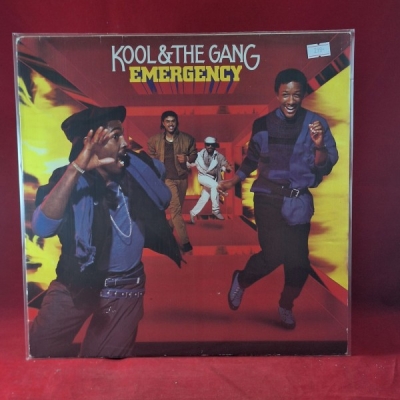 KOOL & THE GANG
EMERGENCY